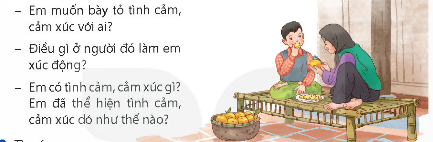 – Em muốn bày tỏ tình cảm,
cảm xúc với ai?
– Điều gì ở người đó làm em
xúc động?
– Em có tình cảm, cảm xúc gì?
Em đã thể hiện tình cảm,
cảm xúc đó như thế nào?